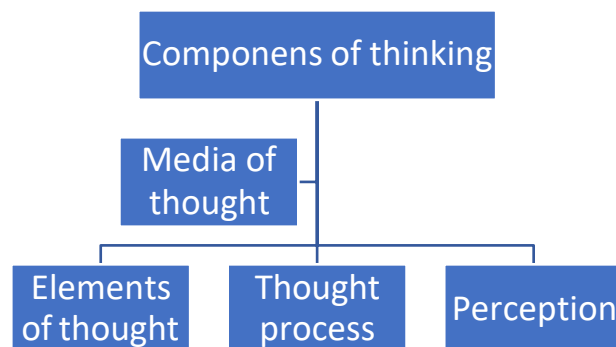 Componens of thinking
Media of
thought
Elements
of thought
Thought
process
Perception